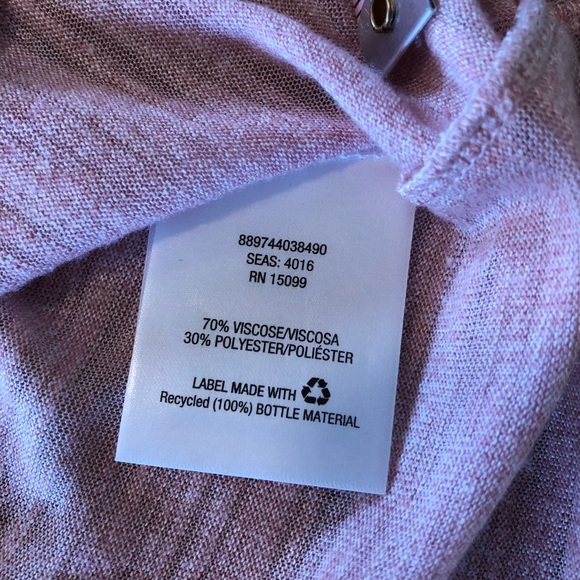 889744038490
SEAS: 4016
RN 15099
70% VISCOSE/VISCOSA
30% POLYESTER/POLIÉSTER
LABEL MADE WITH
Recycled (100%) BOTTLE MATERIAL